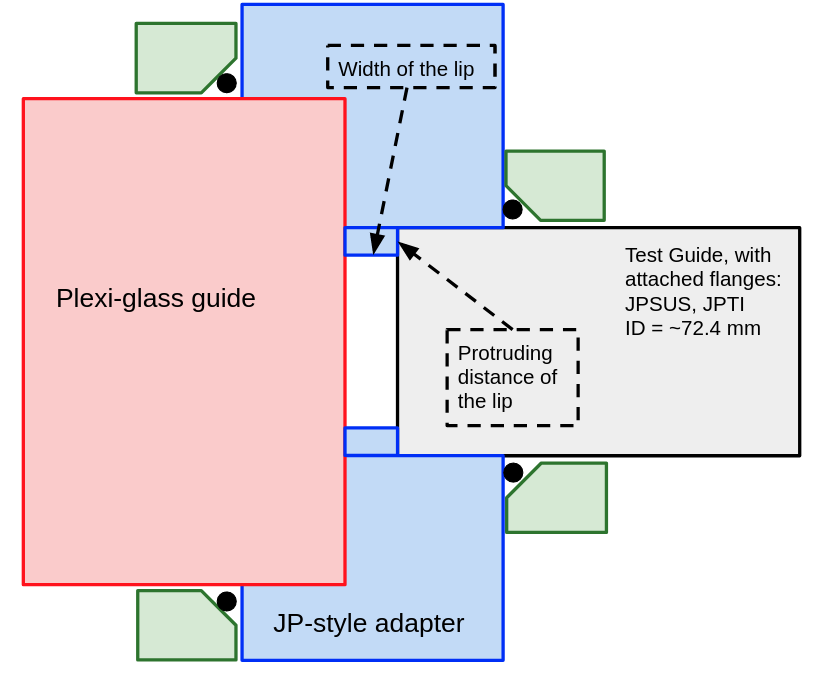 Width of the lip
Test Guide, with
attached flanges:
JPSUS, JPTI
ID = ~72.4 mm
Plexi-glass guide
Protruding
distance of
the lip
JP-style adapter